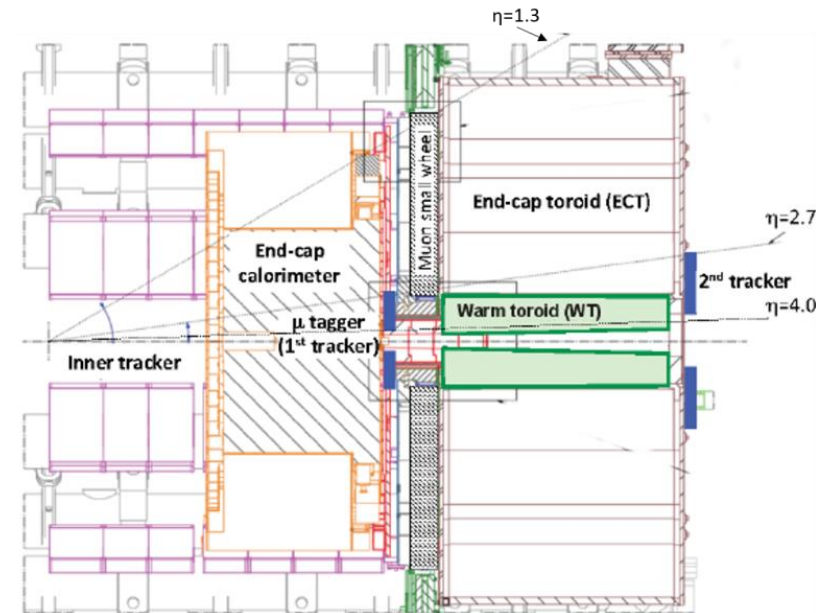 η=1.3
Muon small wheel
End-cap toroid (ECT)
η=2.7
End-cap
calorimeter
2nd tracker
η=4.0
Warm toroid (WT)
μ tagger
(1st tracker)
Inner tracker